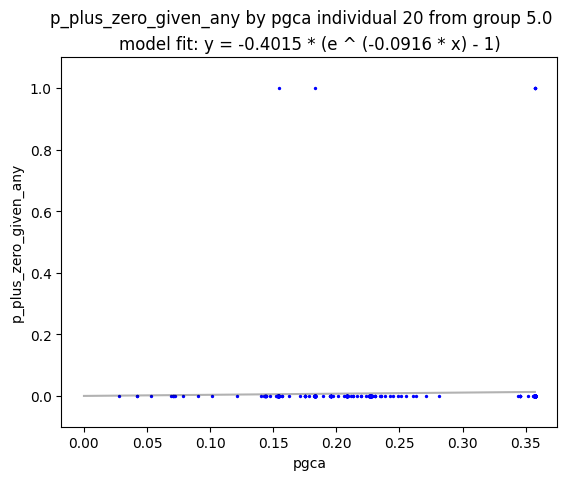 p_plus_zero_given_any by pgca individual 20 from group 5.0
model fit: y = -0.4015 * (e ^ (-0.0916 * x) - 1)
p_plus_zero_given_any
1.0
0.8
0.6
0.4
0.2
0.0
0.00 0.05 0.10 0.15 0.20 0.25 0.30 0.35
pgca